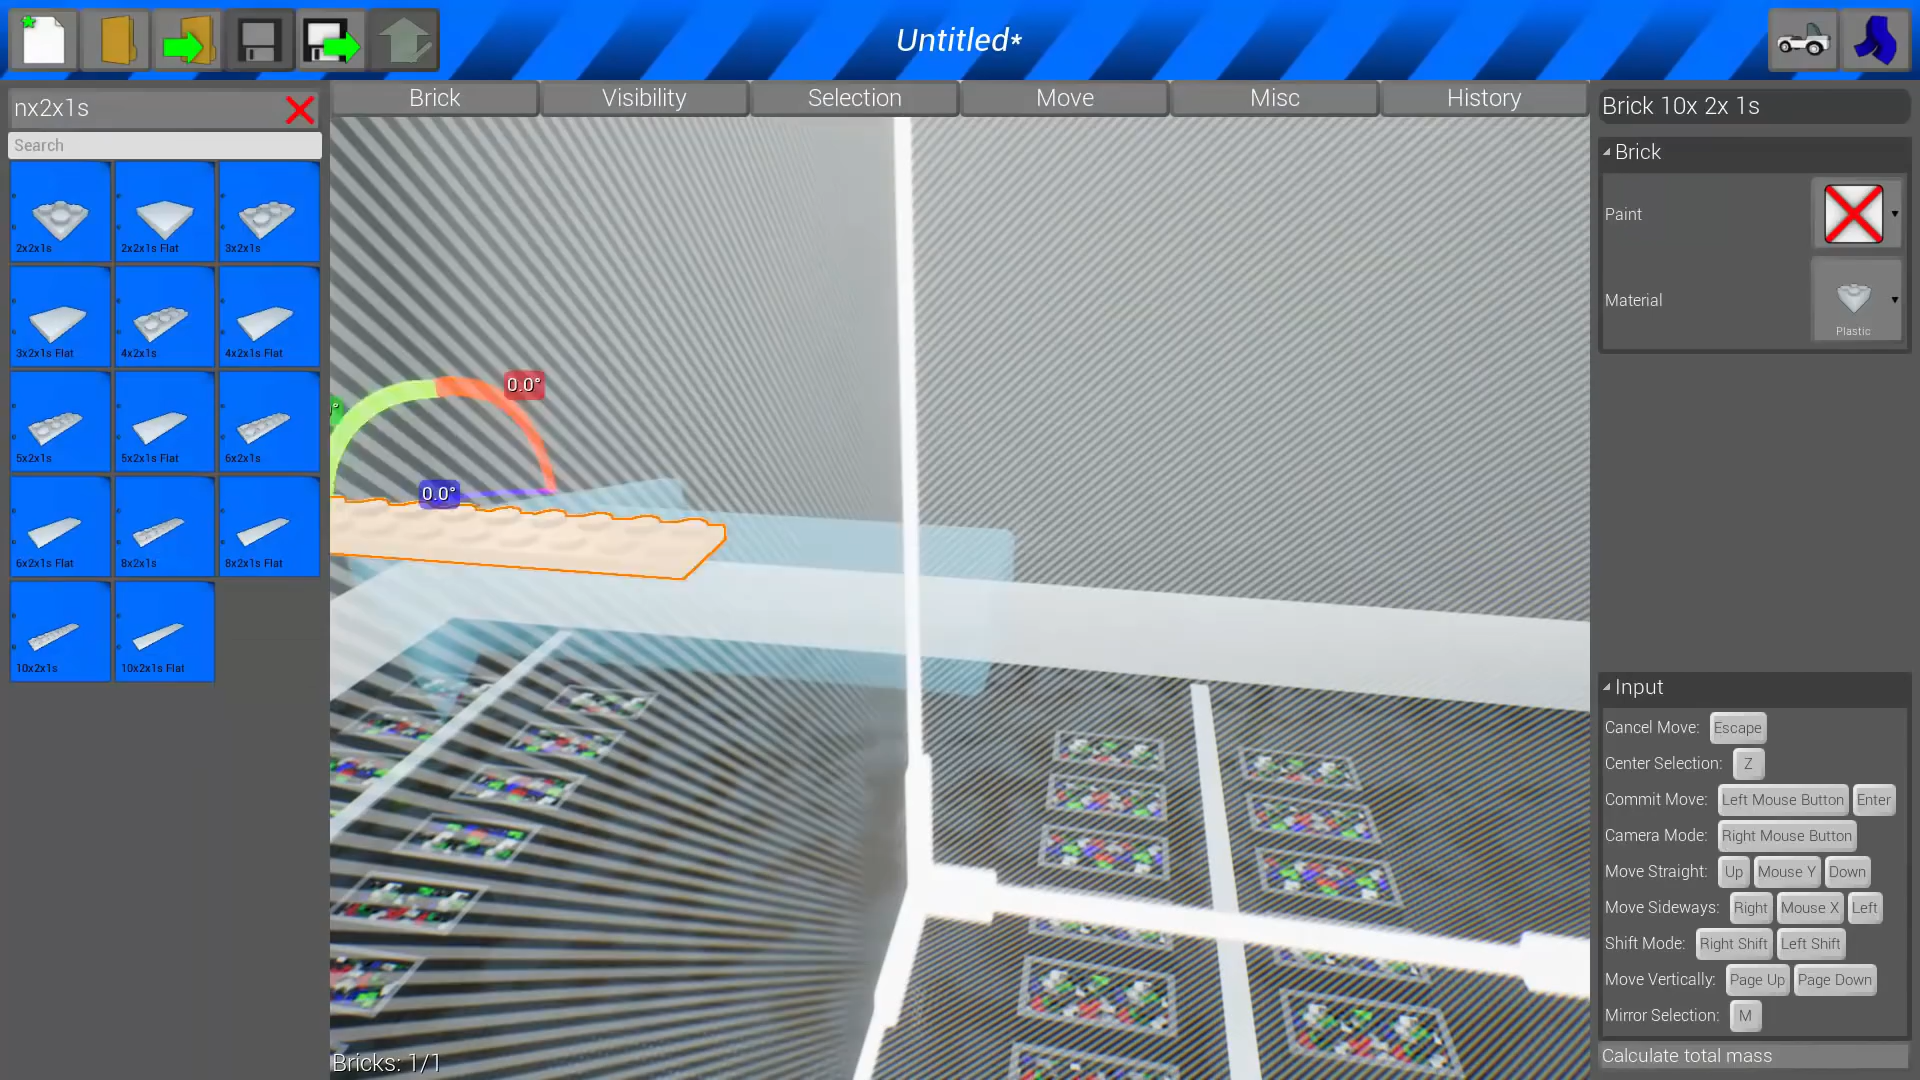 Untitled*
nx2x1s
Search
2x2x1s
2x2x1s Flat
3x2x1s
3x2x1s Flat
4x2x1s
4x2x1s Flat
5x2x1s
5x2x1s Flat
6x2x1s
6x2x1s Flat
8x2x1s
8x2x1s Flat
10x2x1s
10x2x1s Flat
Brick
Visibility
Selection
Move
Misc
History
0.0°
0.0°
Bricks: 1/1
Brick 10x 2x 1s
Brick
Paint
Material
Plastic
Input
Cancel Move: Escape
Center Selection: Z
Commit Move: Left Mouse Button Enter
Camera Mode: Right Mouse Button
Move Straight: Up Mouse Y Down
Move Sideways: Right Mouse X Left
Shift Mode: Right Shift Left Shift
Move Vertically: Page Up Page Down
Mirror Selection: M
Calculate total mass